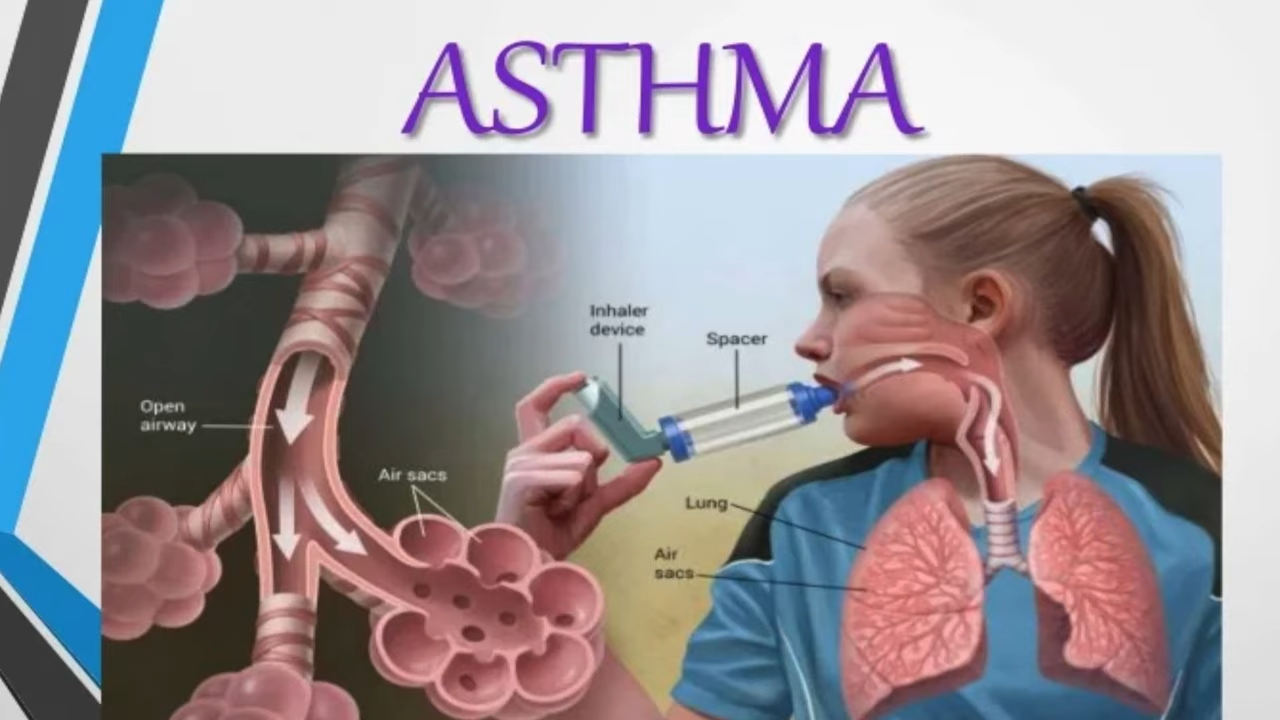 ASTHMA
Inhaler
device
Spacer
Open
airway
Air sacs
Lung
Air
sacs